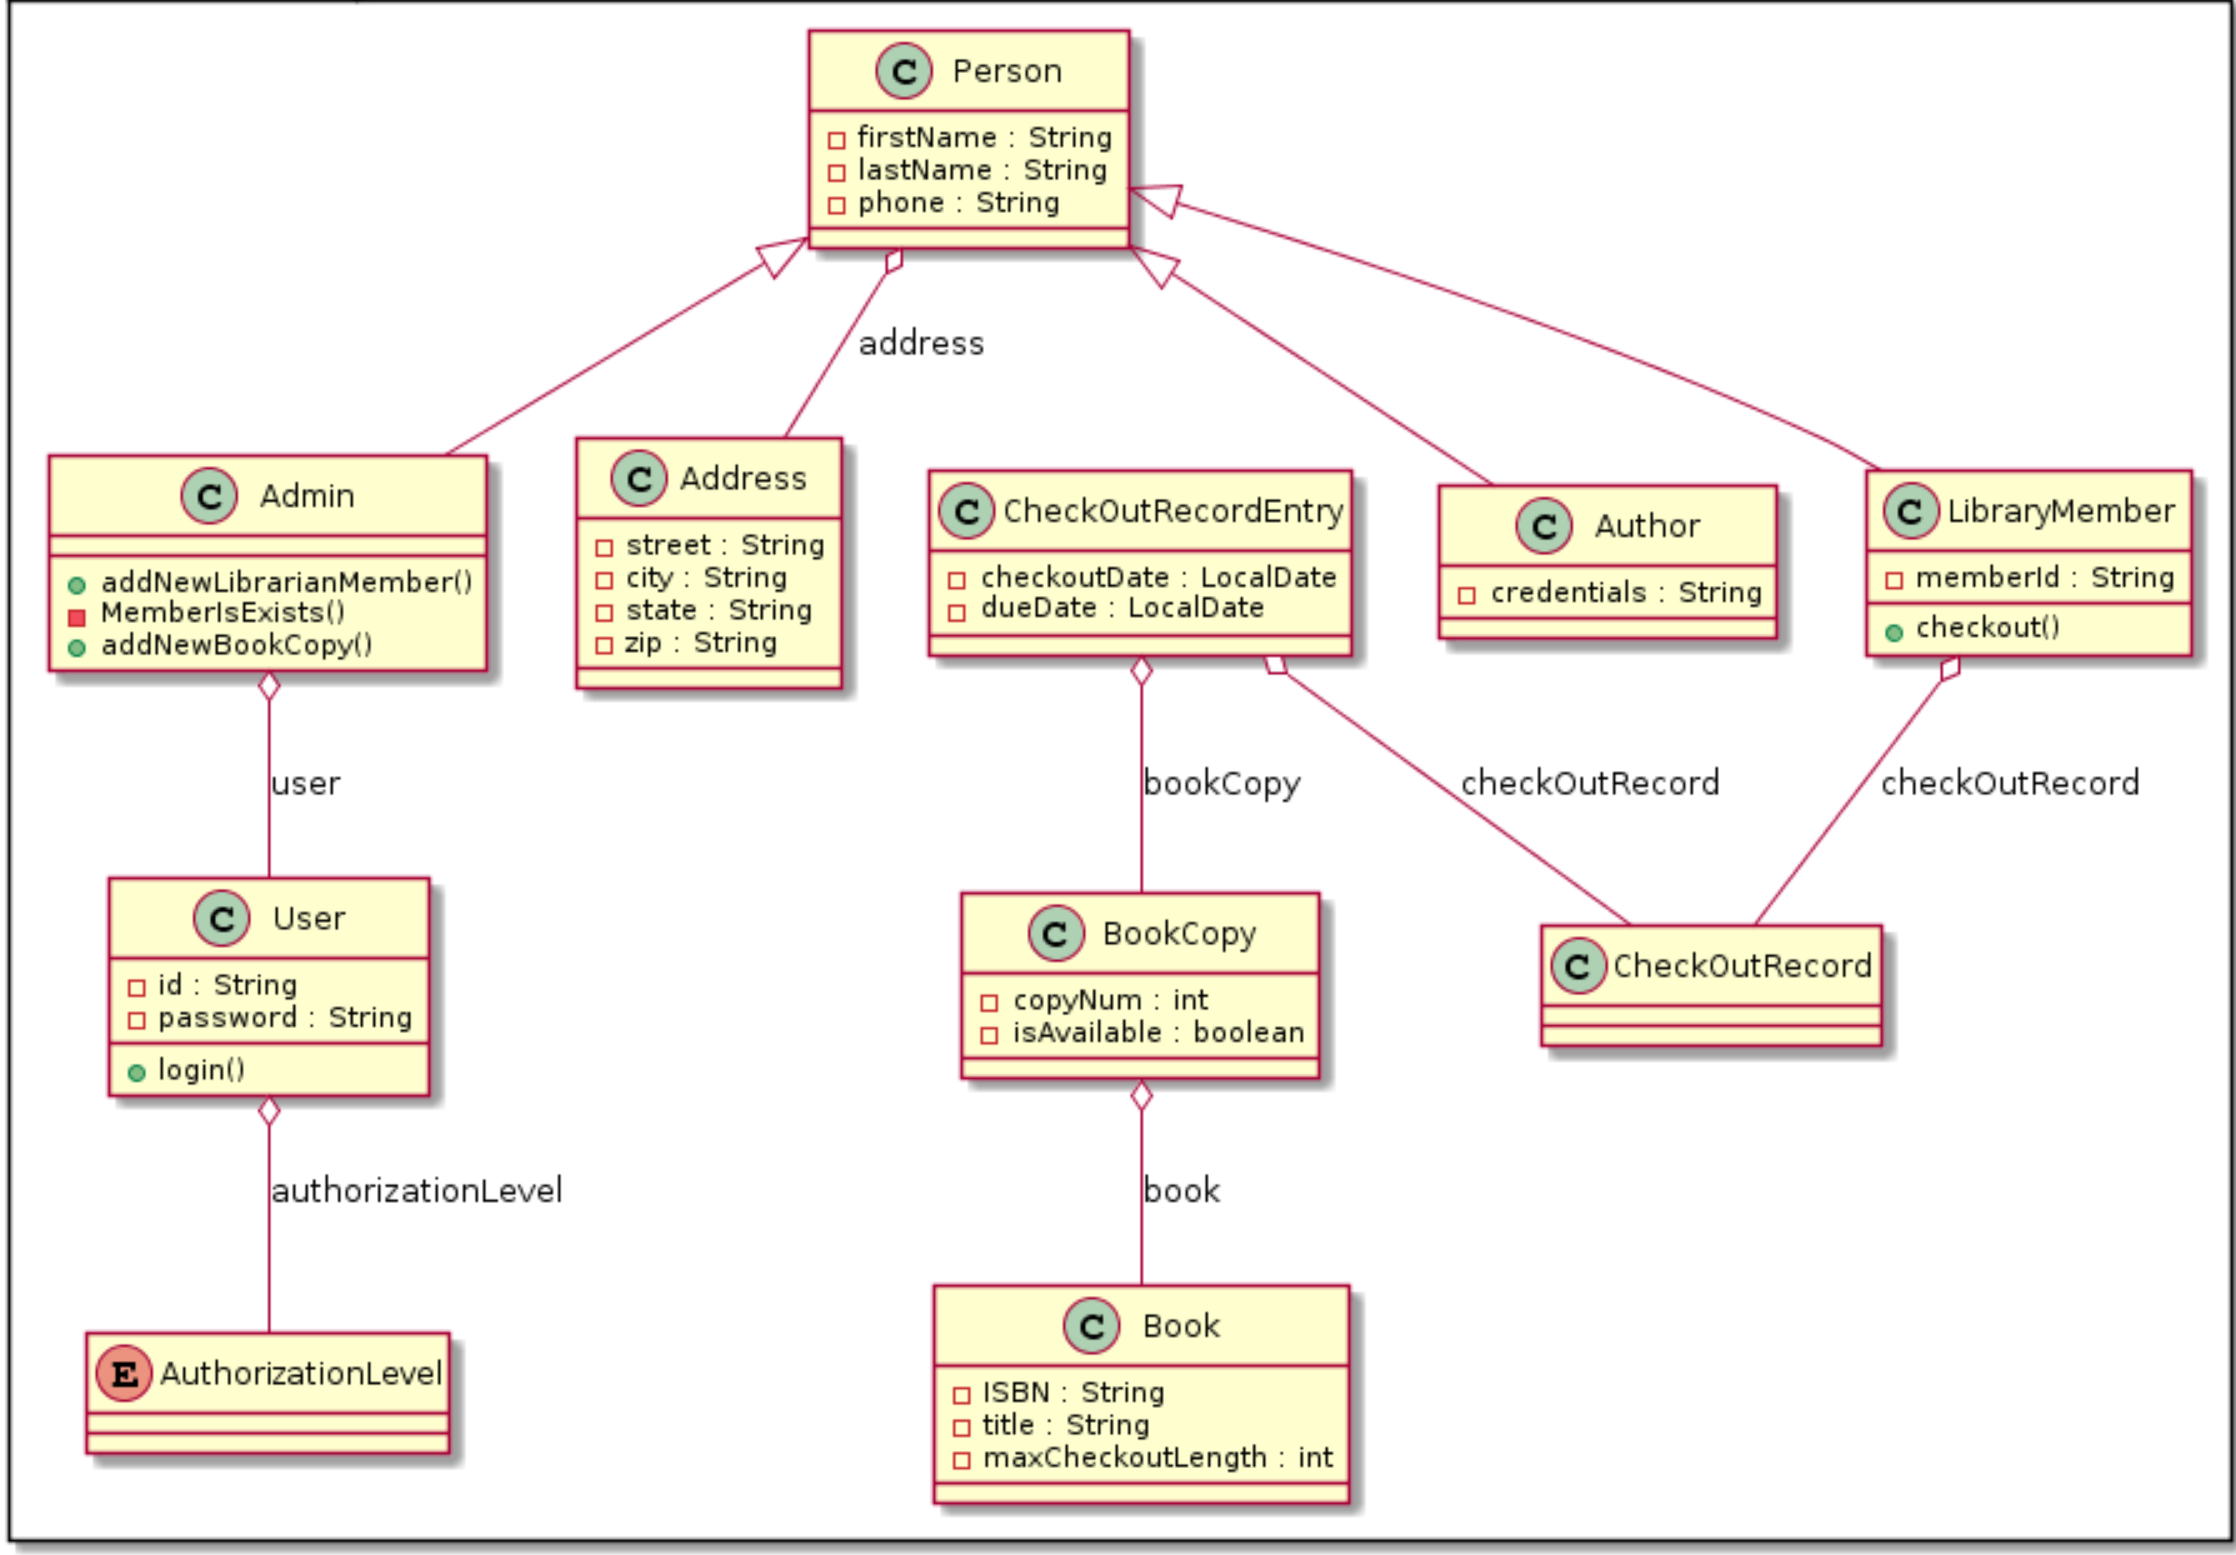 C Person
firstName : String
lastName : String
phone : String
address
C Admin
addNewLibrarianMember()
MemberIsExists()
addNewBookCopy()
C Address
street : String
city : String
state : String
zip : String
C CheckOutRecordEntry
checkoutDate : LocalDate
dueDate : LocalDate
C Author
credentials : String
C LibraryMember
memberId : String
checkout()
user
bookCopy
checkOutRecord
checkOutRecord
C User
id : String
password : String
login()
C BookCopy
copyNum : int
isAvailable : boolean
C CheckOutRecord
authorizationLevel
book
E AuthorizationLevel
C Book
ISBN : String
title : String
maxCheckoutLength : int